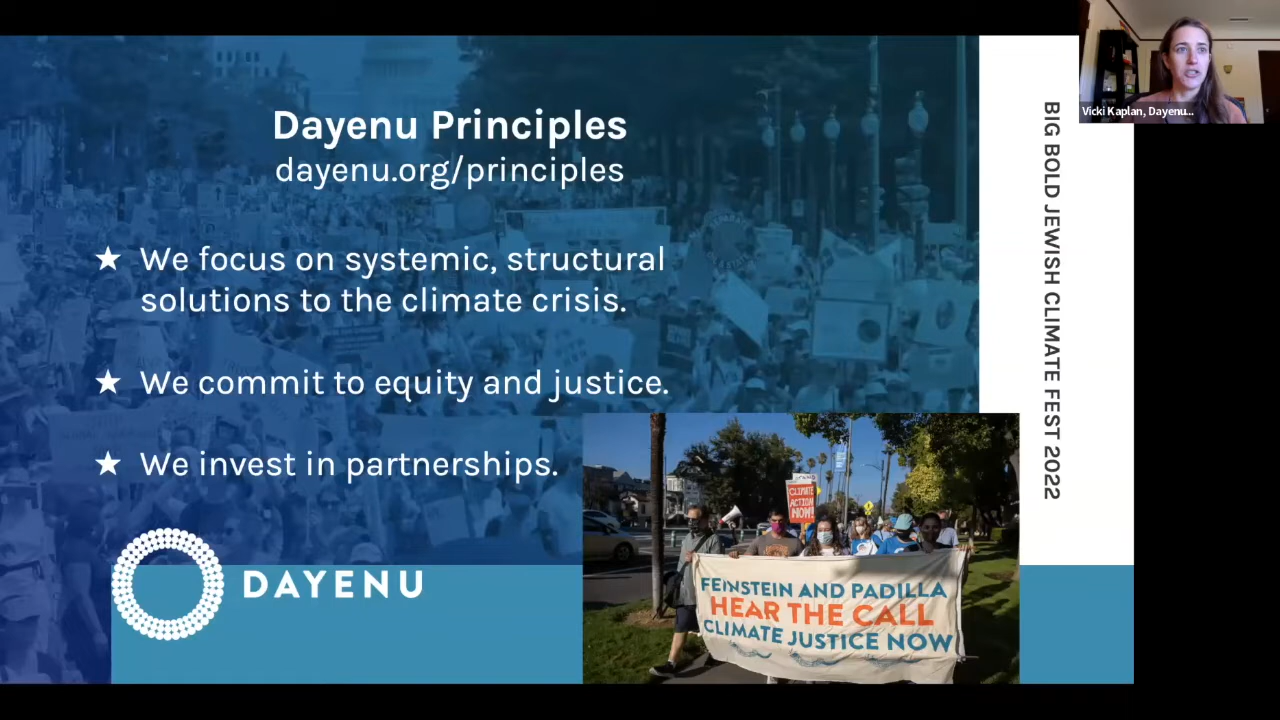 Dayenu Principles
dayenu.org/principles
★ We focus on systemic, structural
solutions to the climate crisis.
★ We commit to equity and justice.
★ We invest in partnerships.
DAYENU
CLIMATE
ACTION
NOW!
FEINSTEIN AND PADILLA
HEAR THE CALL
CLIMATE JUSTICE NOW
BIG BOLD JEWISH CLIMATE FEST 2022
Vicki Kaplan, Dayenu...